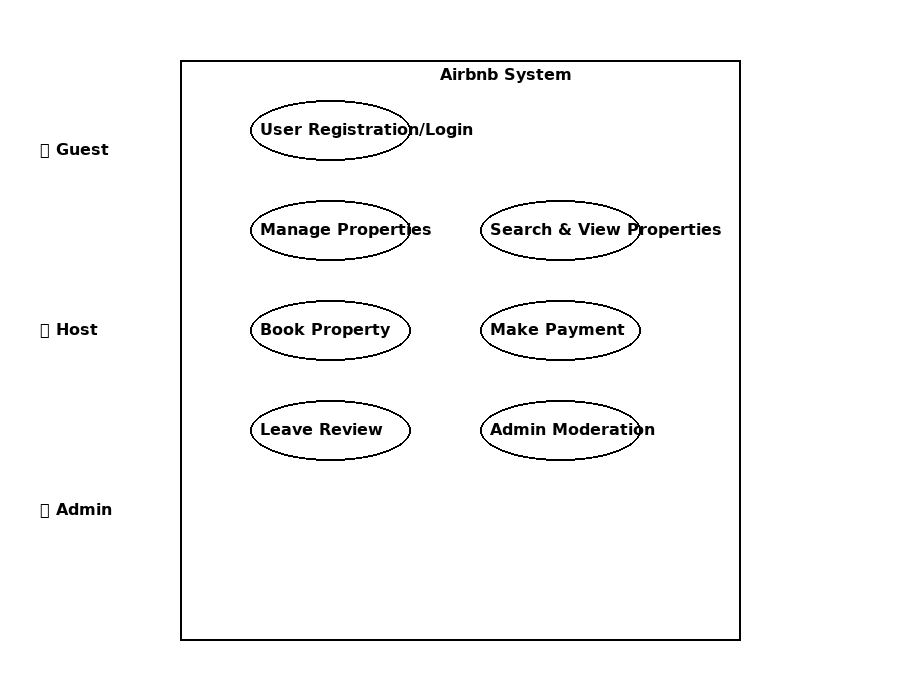 Airbnb System
User Registration/Login
Guest
Manage Properties
Search & View Properties
Host
Book Property
Make Payment
Leave Review
Admin Moderation
Admin